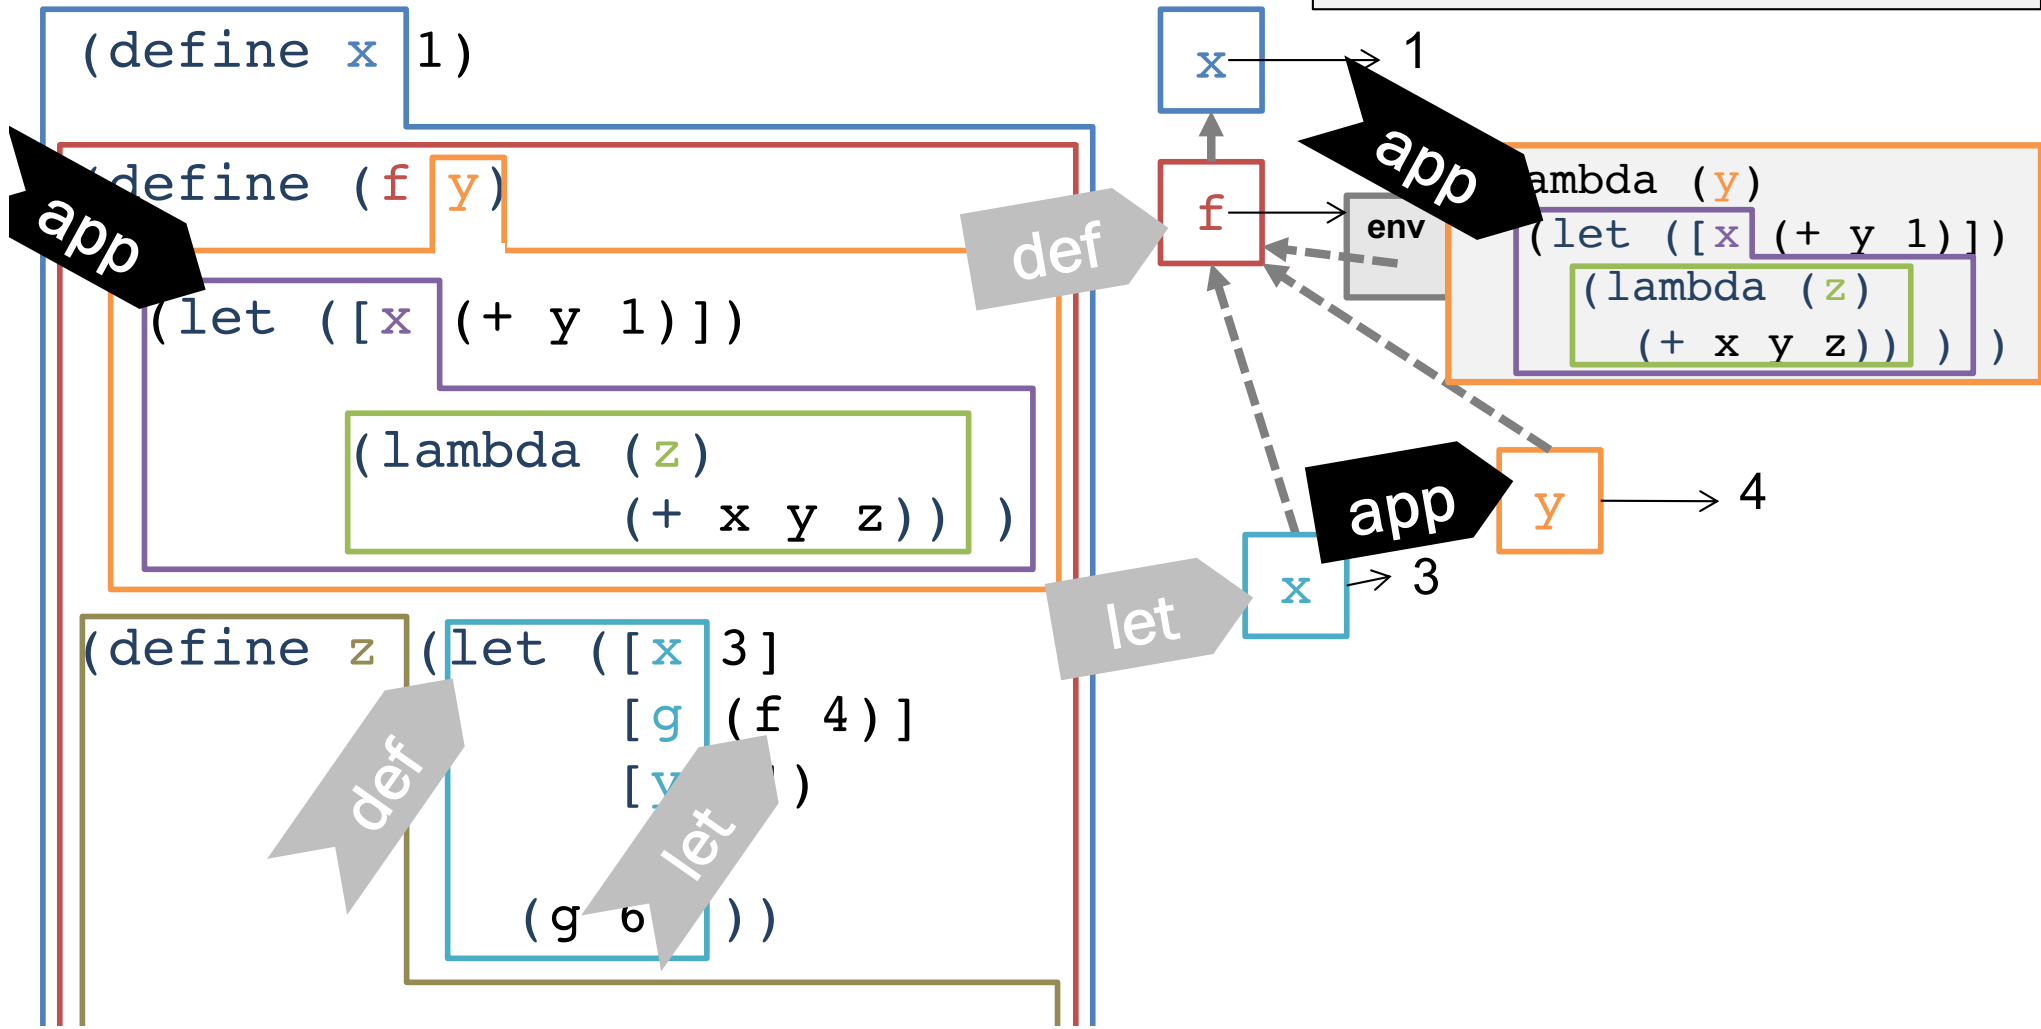 (define x 1)
(define (f y)
app
(let ([x (+ y 1)])
(lambda (z)
(+ x y z)) )
(define z (let ([x 3]
[g (f 4)]
[y )
def
let
(g 6 ))
x 1
app
f
def
env
ambda (y)
(let ([x (+ y 1)])
(lambda (z)
(+ x y z)) ) )
app
y 4
let
x 3